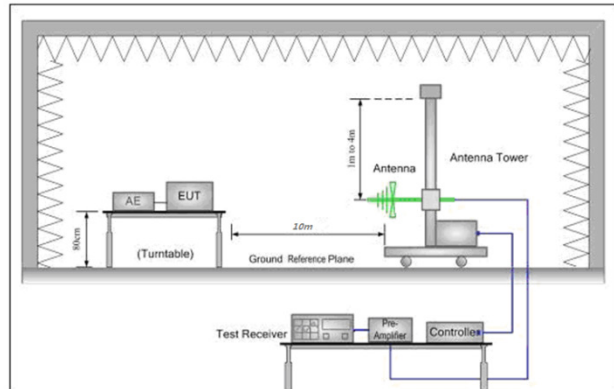 1m to 4m
Antenna
Antenna Tower
AE
EUT
80cm
(Turntable)
10m
Ground Reference Plane
Test Receiver
Pre-
Amplifier
Controller